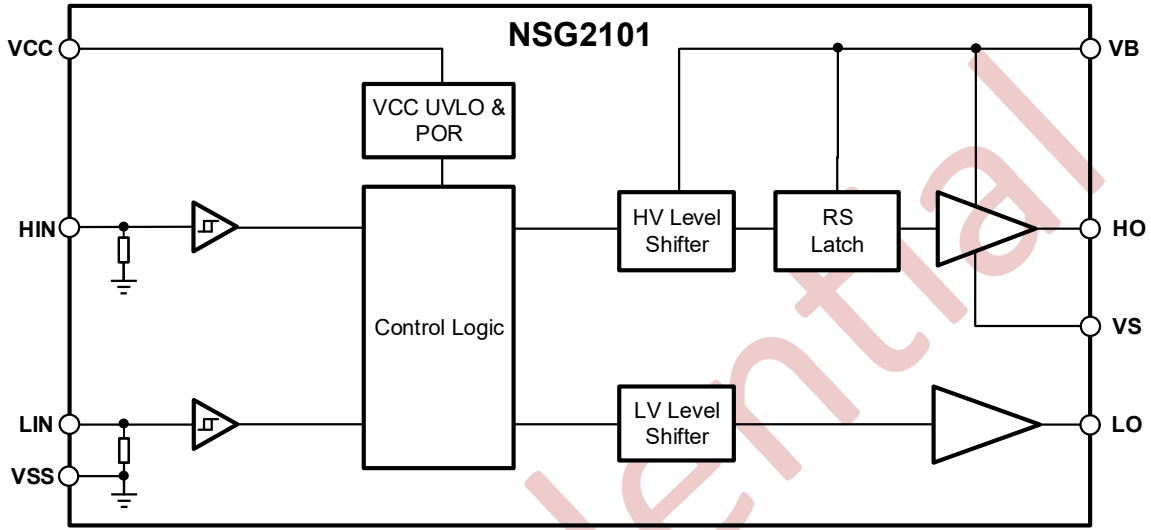 NSG2101
VCC
VB
VCC UVLO &
POR
HIN
HV Level
Shifter
RS
Latch
HO
Control Logic
VS
LIN
LV Level
Shifter
LO
VSS
ential